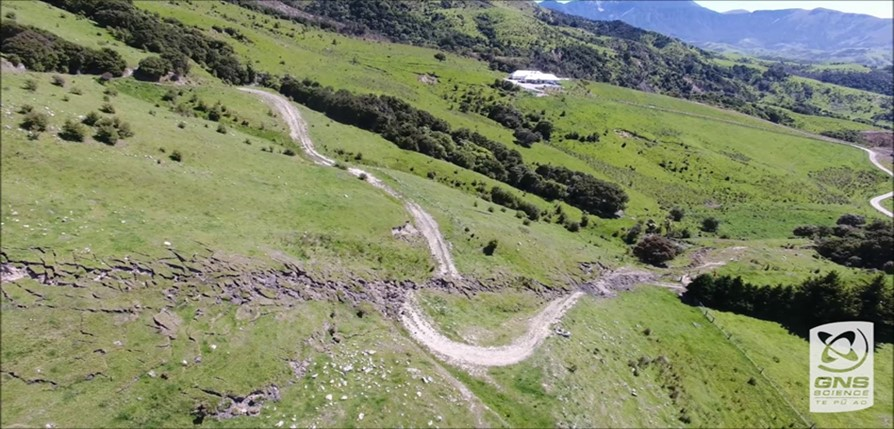 GNS
SCIENCE
TE PŪ AO